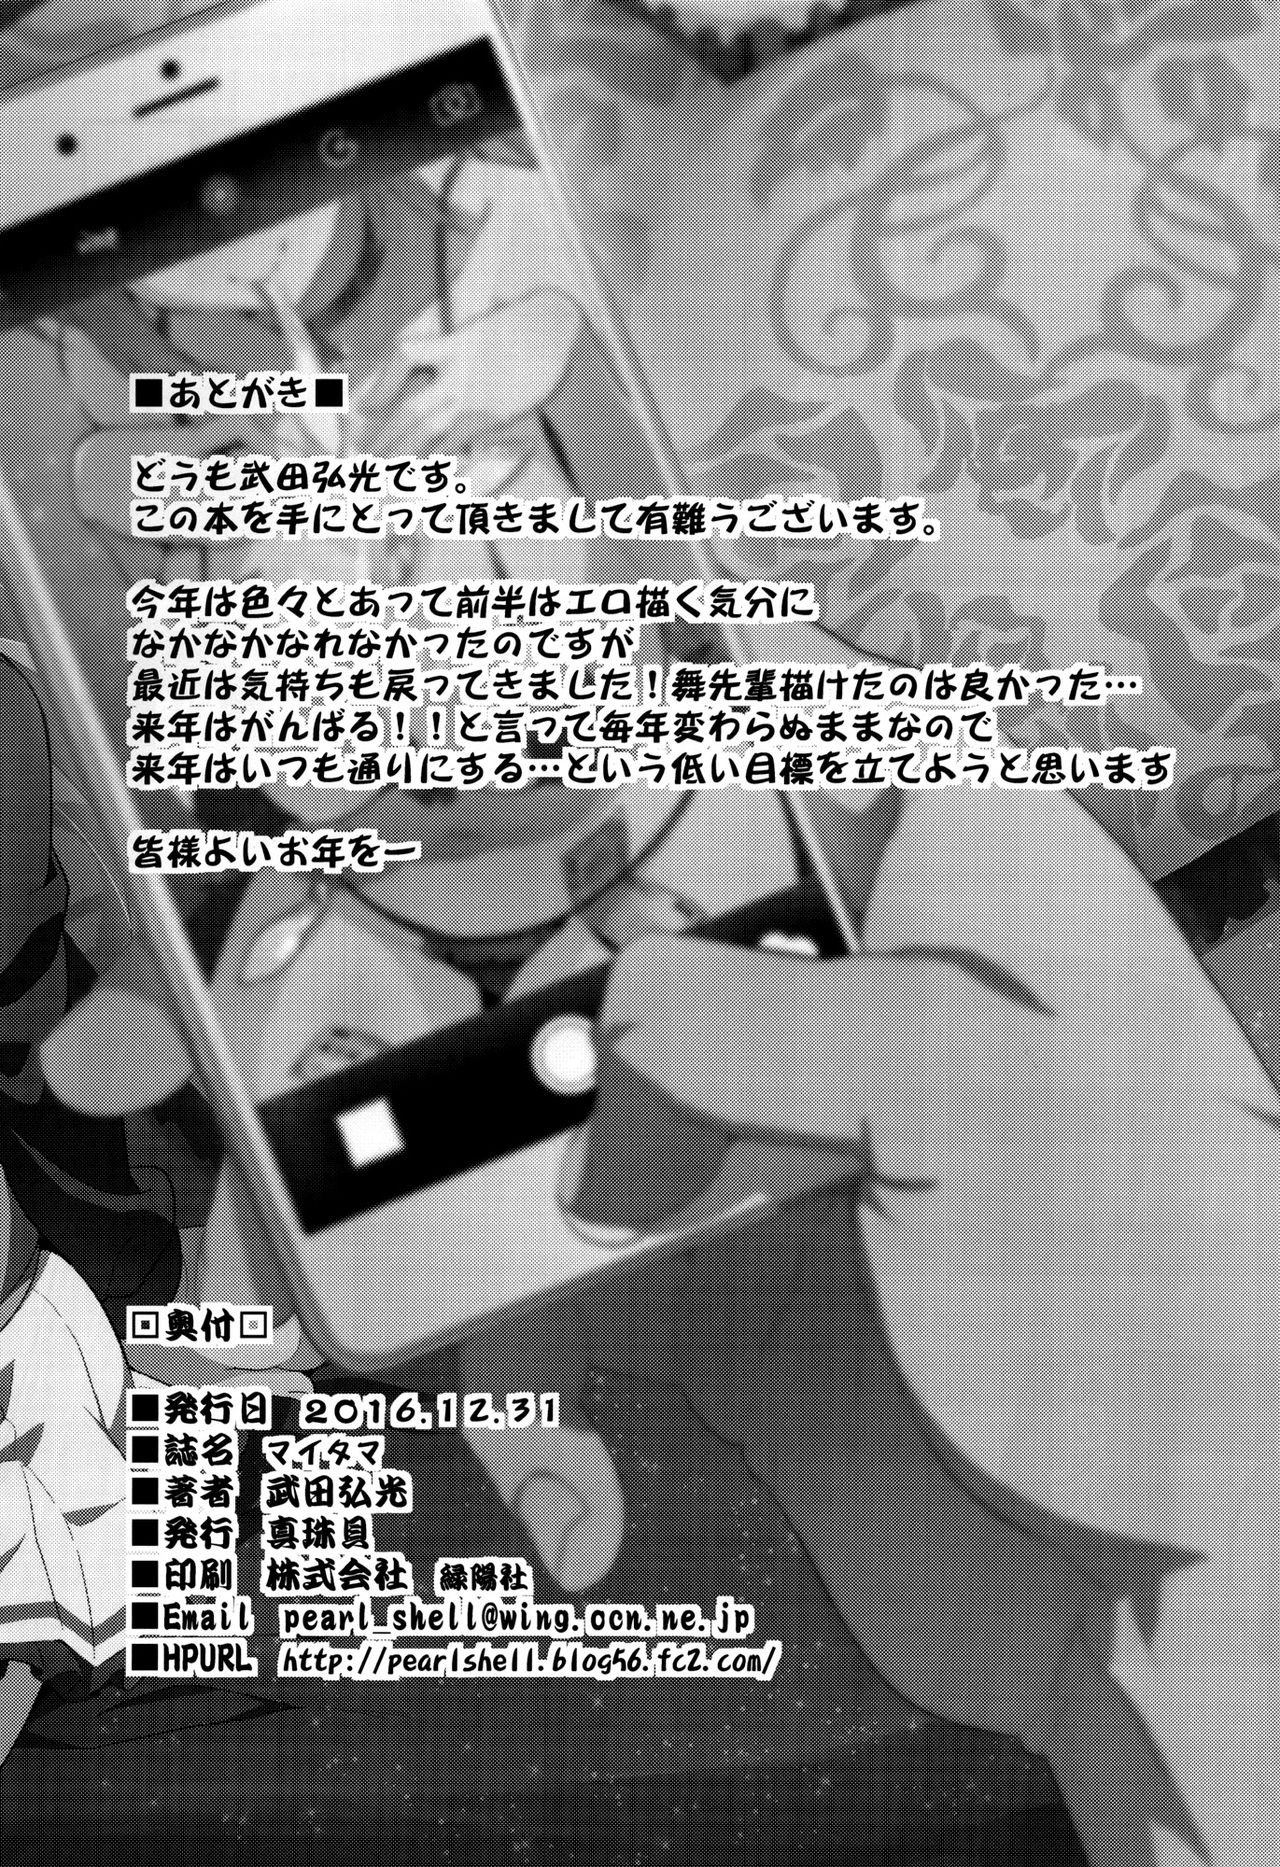 ■あとがき■
どうも武田弘光です。
この本を手にとって頂きまして有難うございます。
今年は色々とあって前半はエロ描く気分に
なかなかなれなかったのですが
最近は気持ちも戻ってきました！舞先輩描けたのは良かった…
来年はがんばる！！と言って毎年変わらぬままなので
来年はいつも通りにする…という低い目標を立てようと思います
皆様よいお年をー
回奥付回
■発行日　2016.12.31
■誌名　マイタマ
■著者　武田弘光
■発行　真珠貝
■印刷　株式会社　緑陽社
■Email　pearl_shell@wing.ocn.ne.jp
■HPURL　http://pearlshell.blog56.fc2.com/